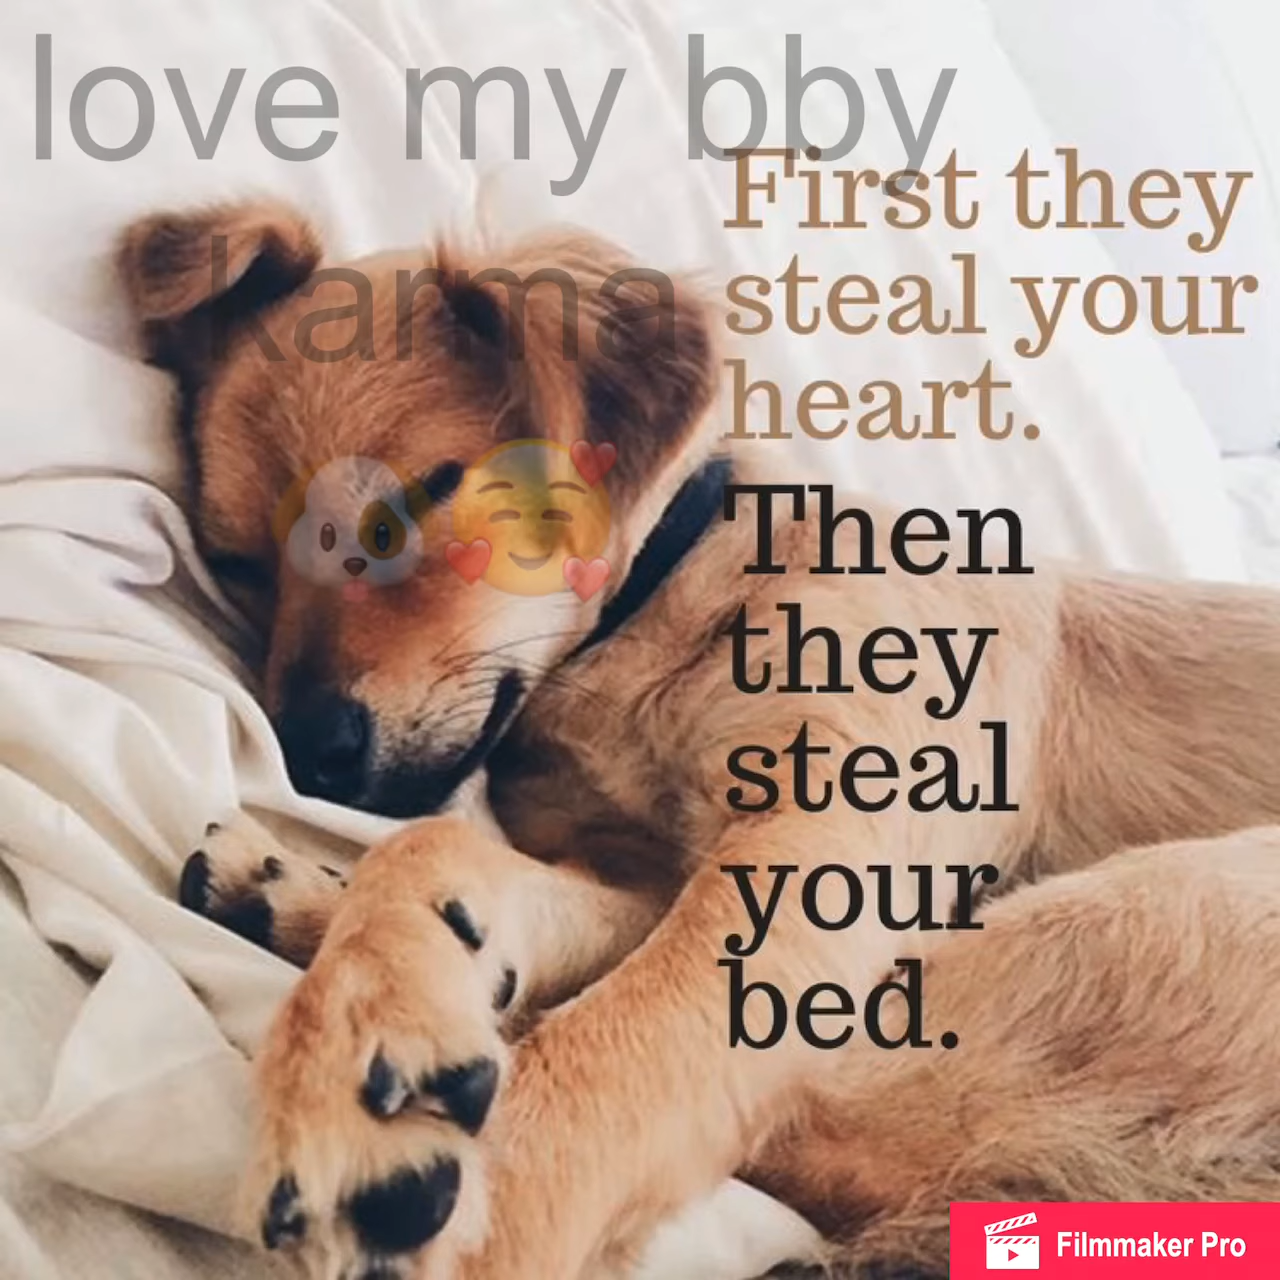 love my bby
karma
🐶🥰
First they
steal your
heart.
Then
they
steal
your
bed.
Filmmaker Pro